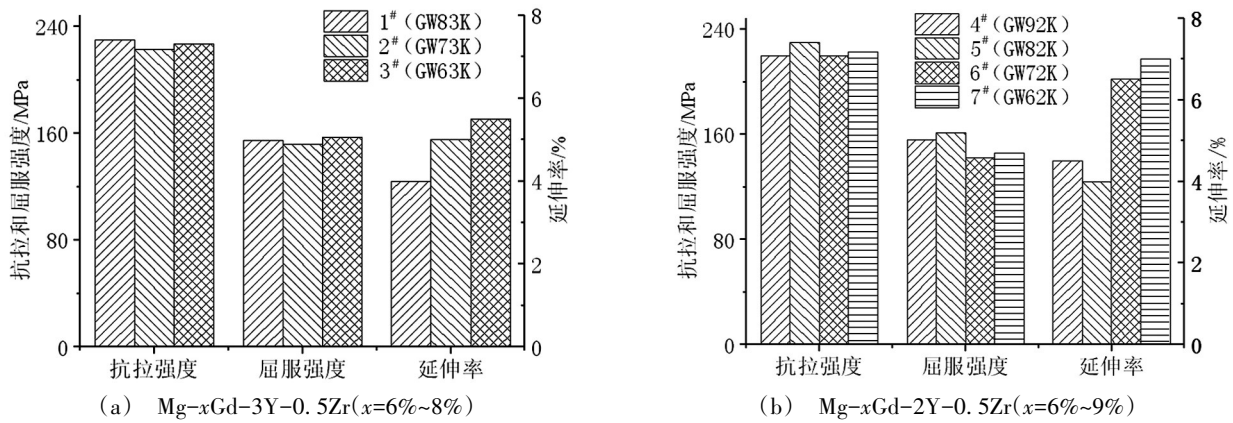 抗拉和屈服强度/MPa
240
160
80
0
1#(GW83K)
2#(GW73K)
3#(GW63K)
8
6
4
2
0
延伸率/%
抗拉强度 屈服强度 延伸率
(a) Mg-xGd-3Y-0.5Zr(x=6%~8%)
抗拉和屈服强度/MPa
240
160
80
0
4#(GW92K)
5#(GW82K)
6#(GW72K)
7#(GW62K)
8
6
4
2
0
延伸率/%
抗拉强度 屈服强度 延伸率
(b) Mg-xGd-2Y-0.5Zr(x=6%~9%)